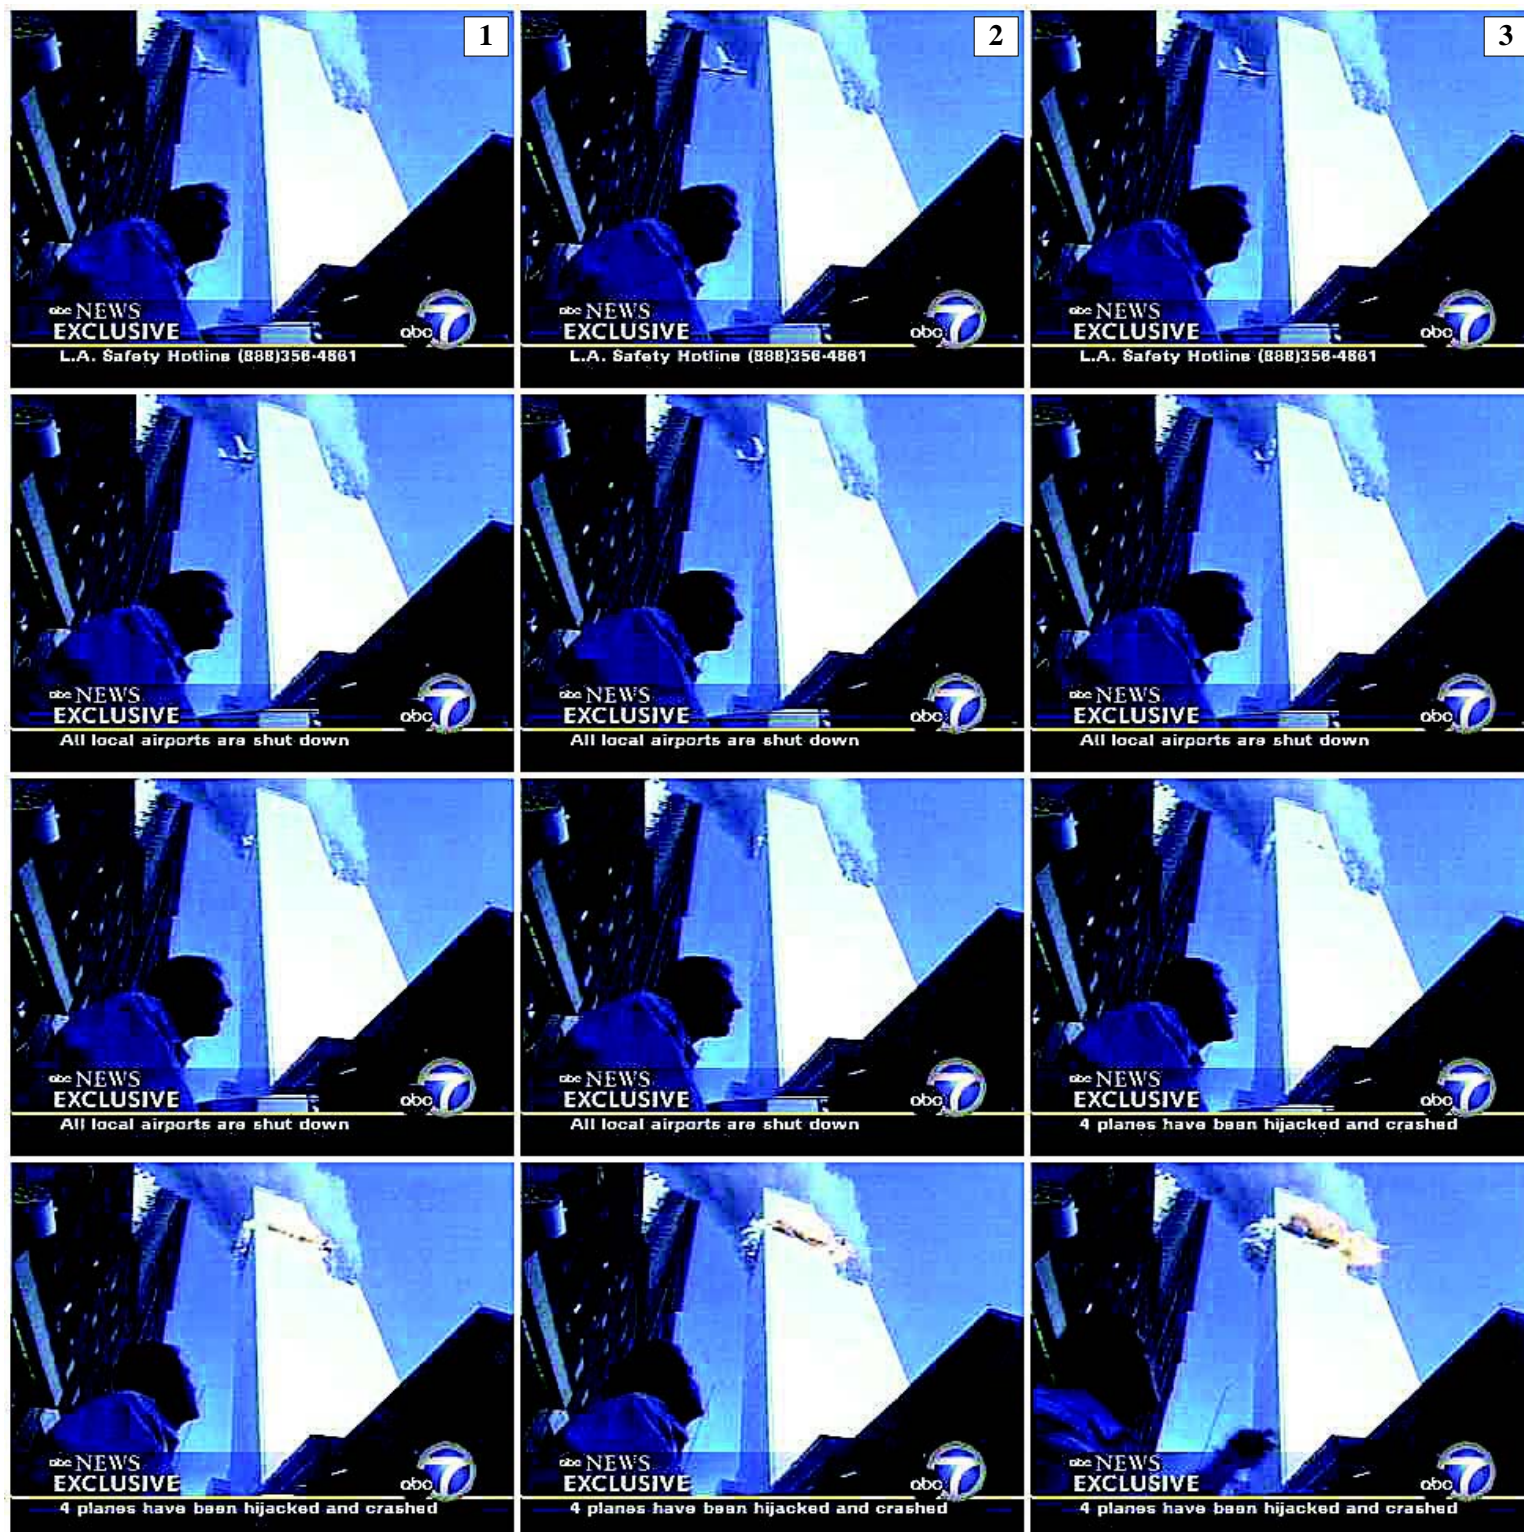 1
abc NEWS
EXCLUSIVE
abc 7
L.A. Safety Hotline (888)356-4661
2
abc NEWS
EXCLUSIVE
abc 7
L.A. Safety Hotline (888)356-4661
3
abc NEWS
EXCLUSIVE
abc 7
L.A. Safety Hotline (888)356-4661
abc NEWS
EXCLUSIVE
abc 7
All local airports are shut down
abc NEWS
EXCLUSIVE
abc 7
All local airports are shut down
abc NEWS
EXCLUSIVE
abc 7
All local airports are shut down
abc NEWS
EXCLUSIVE
abc 7
All local airports are shut down
abc NEWS
EXCLUSIVE
abc 7
All local airports are shut down
abc NEWS
EXCLUSIVE
abc 7
4 planes have been hijacked and crashed
abc NEWS
EXCLUSIVE
abc 7
4 planes have been hijacked and crashed
abc NEWS
EXCLUSIVE
abc 7
4 planes have been hijacked and crashed
abc NEWS
EXCLUSIVE
abc 7
4 planes have been hijacked and crashed